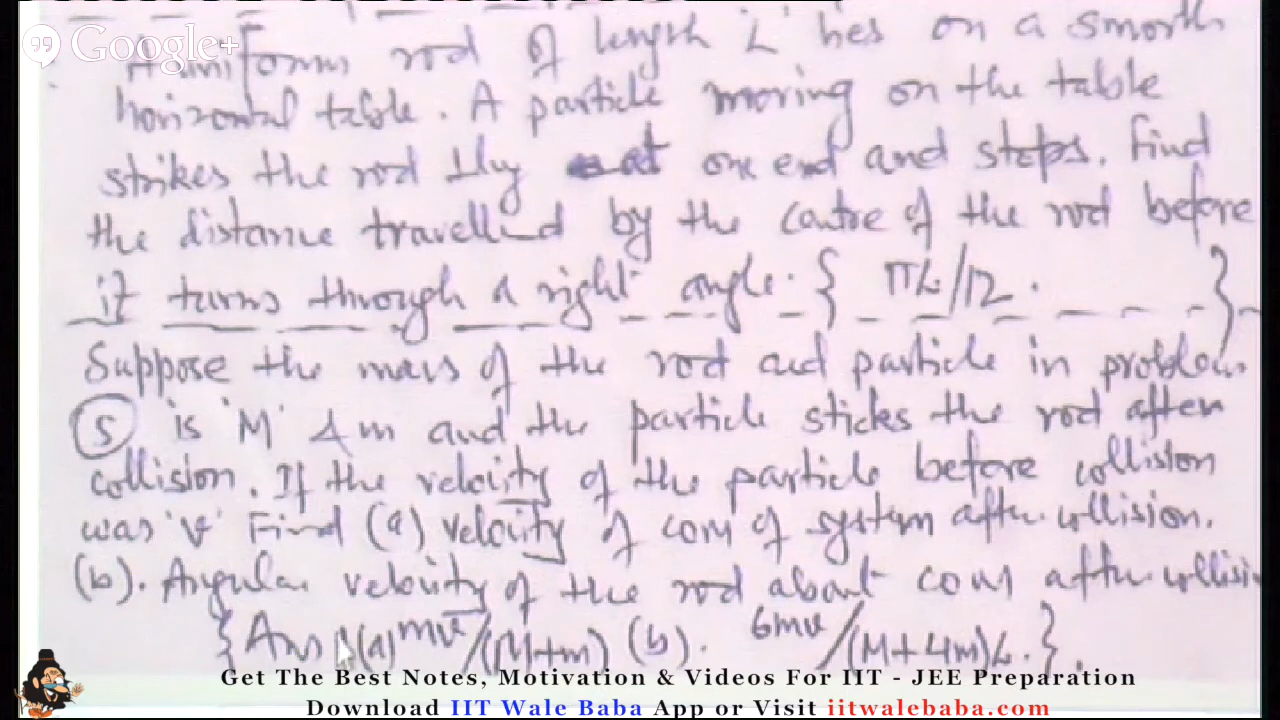 Google+
A uniform rod of length 'L' lies on a smooth
horizontal table. A particle moving on the table
strikes the rod thly at one end and stops. Find
the distance travelled by the centre of the rod before
it turns through a right angle. { πL/12. }
Suppose the mass of the rod and particle in problem
(5) is 'M' & m and the particle sticks the rod after
collision. If the velocity of the particle before collision
was 'v' Find (a) velocity of com of system after collision.
(b). Angular velocity of the rod about com after collision
{ Ans (a) mv/(M+m) (b). 6mv/(M+4m)L. }
Get The Best Notes, Motivation & Videos For IIT - JEE Preparation
Download IIT Wale Baba App or Visit iitwalebaba.com